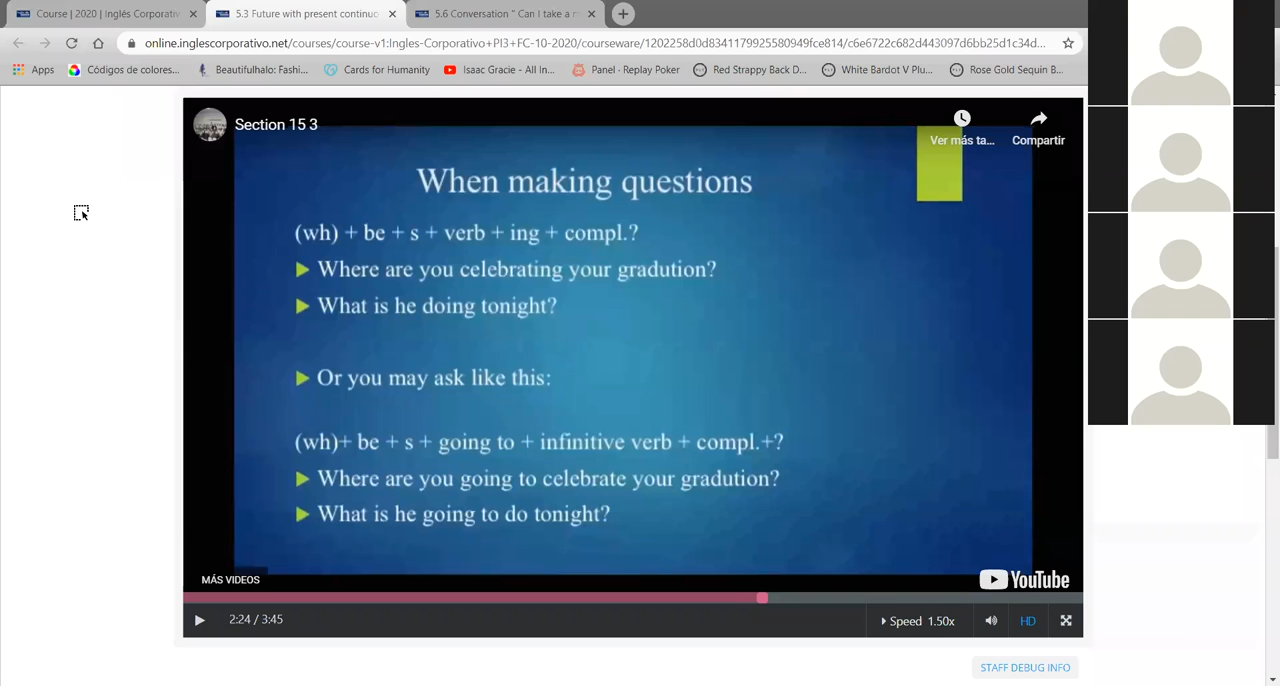 Course | 2020 | Inglés Corporativ
5.3 Future with present continuo
5.6 Conversation " Can I take a m
online.inglescorporativo.net/courses/course-v1:Ingles-Corporativo+PI3+FC-10-2020/courseware/1202258d0d8341179925580949fce814/c6e6722c682d443097d6bb25d1c34d...
Apps
Códigos de colores...
Beautifulhalo: Fashi...
Cards for Humanity
Isaac Gracie - All In...
Panel · Replay Poker
Red Strappy Back D...
White Bardot V Plu...
Rose Gold Sequin B...
Section 15 3
Ver más ta...
Compartir
When making questions
(wh) + be + s + verb + ing + compl.?
Where are you celebrating your gradution?
What is he doing tonight?
Or you may ask like this:
(wh)+ be + s + going to + infinitive verb + compl.+?
Where are you going to celebrate your gradution?
What is he going to do tonight?
MÁS VIDEOS
YouTube
2:24 / 3:45
Speed 1.50x
HD
STAFF DEBUG INFO